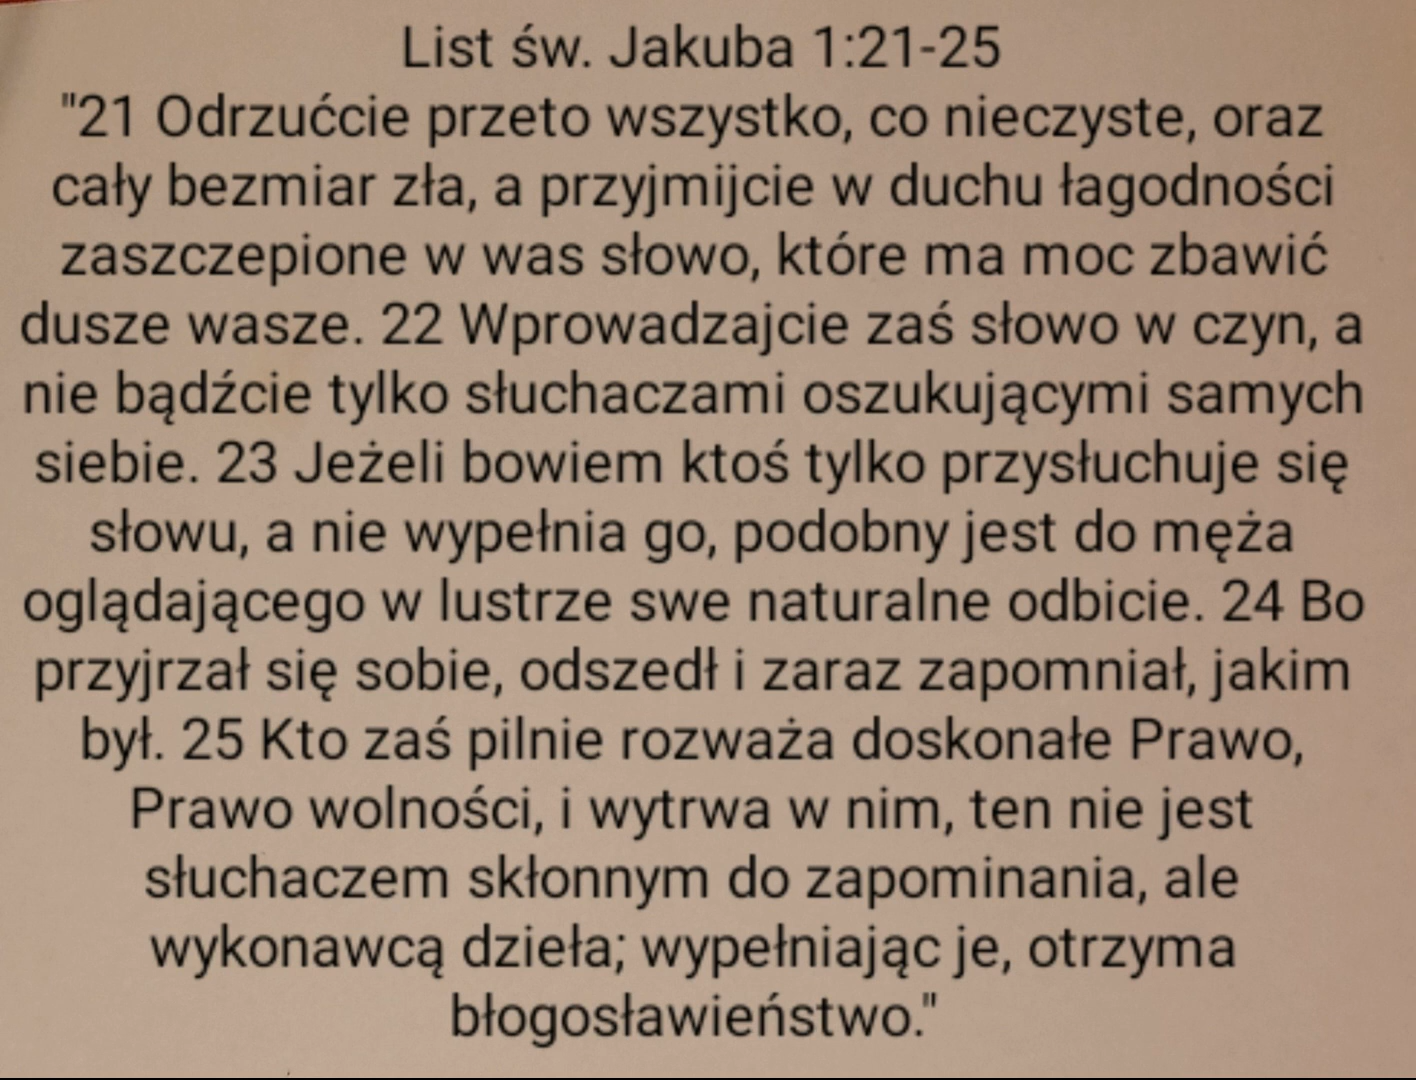 List św. Jakuba 1:21-25
"21 Odrzućcie przeto wszystko, co nieczyste, oraz
cały bezmiar zła, a przyjmijcie w duchu łagodności
zaszczepione w was słowo, które ma moc zbawić
dusze wasze. 22 Wprowadzajcie zaś słowo w czyn, a
nie bądźcie tylko słuchaczami oszukującymi samych
siebie. 23 Jeżeli bowiem ktoś tylko przysłuchuje się
słowu, a nie wypełnia go, podobny jest do męża
oglądającego w lustrze swe naturalne odbicie. 24 Bo
przyjrzał się sobie, odszedł i zaraz zapomniał, jakim
był. 25 Kto zaś pilnie rozważa doskonałe Prawo,
Prawo wolności, i wytrwa w nim, ten nie jest
słuchaczem skłonnym do zapominania, ale
wykonawcą dzieła; wypełniając je, otrzyma
błogosławieństwo."